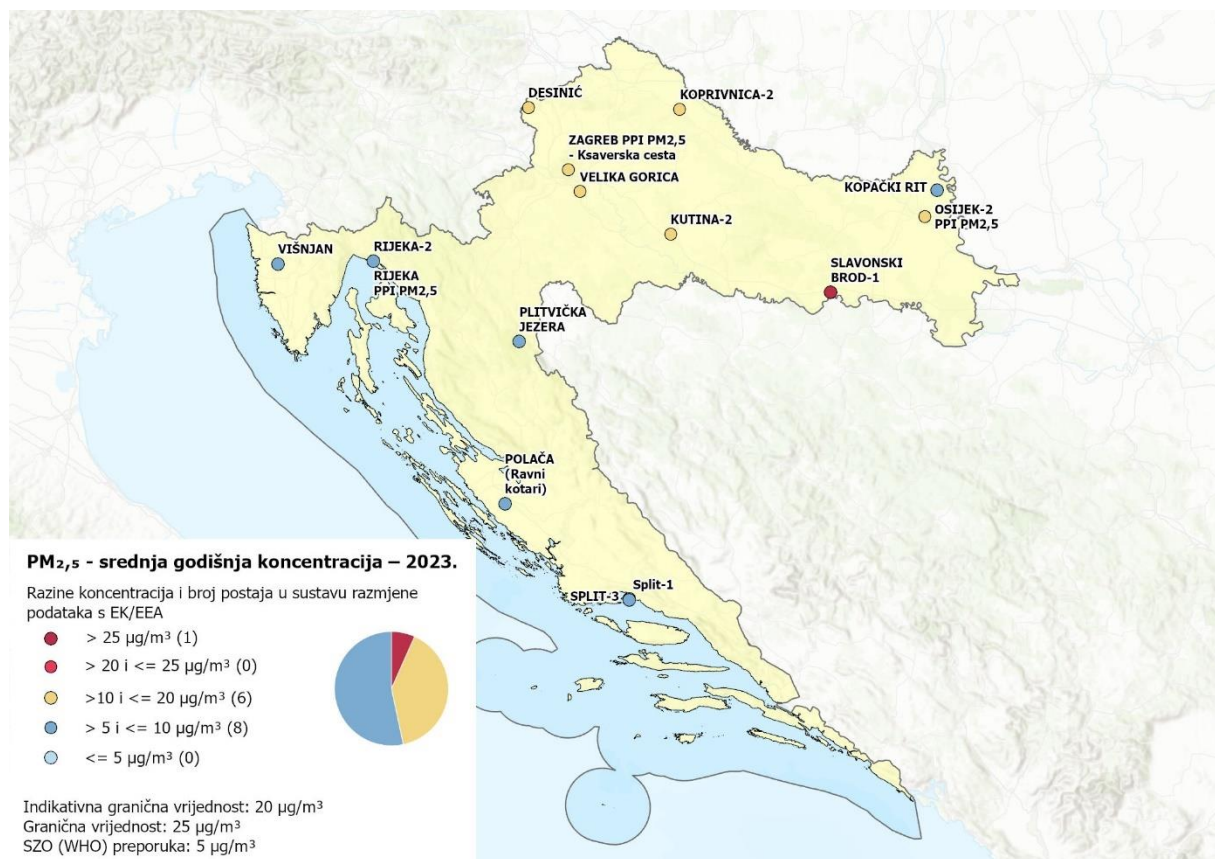 DESINIĆ
KOPRIVNICA-2
ZAGREB PPI PM2,5
- Ksaverska cesta
VELIKA GORICA
KOPAČKI RIT
OSIJEK-2
PPI PM2,5
KUTINA-2
VIŠNJAN
RIJEKA-2
RIJEKA
PPI PM2,5
SLAVONSKI
BROD-1
PLITVIČKA
JEZERA
POLAČA
(Ravni
kotari)
Split-1
SPLIT-3
PM₂,₅ - srednja godišnja koncentracija – 2023.
Razine koncentracija i broj postaja u sustavu razmjene
podataka s EK/EEA
> 25 µg/m³ (1)
> 20 i <= 25 µg/m³ (0)
>10 i <= 20 µg/m³ (6)
> 5 i <= 10 µg/m³ (8)
<= 5 µg/m³ (0)
Indikativna granična vrijednost: 20 µg/m³
Granična vrijednost: 25 µg/m³
SZO (WHO) preporuka: 5 µg/m³